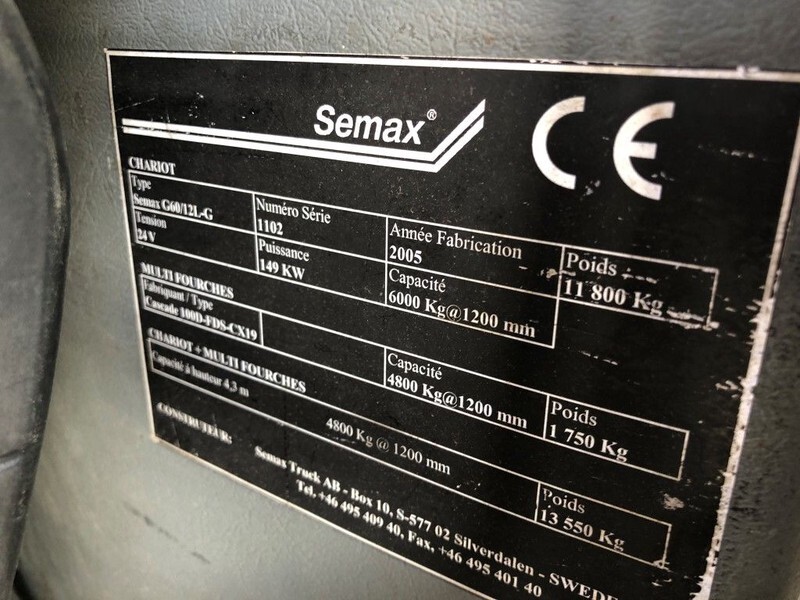 Semax®
CE
CHARIOT
Type
Semax G60/12L-G
Numéro Série
1102
Année Fabrication
2005
Poids
11 800 Kg
Tension
24 V
Puissance
149 KW
Capacité
6000 Kg@1200 mm
MULTI FOURCHES
Fabriquant / Type
Cascade 100D-FDS-CX19
Capacité
4800 Kg@1200 mm
Poids
1 750 Kg
CHARIOT + MULTI FOURCHES
Capacité à hauteur 4,3 m
4800 Kg @ 1200 mm
Poids
13 550 Kg
CONSTRUTEUR:
Semax Truck AB - Box 10, S-577 02 Silverdalen - SWEDE
Tel. +46 495 409 40, Fax. +46 495 401 40